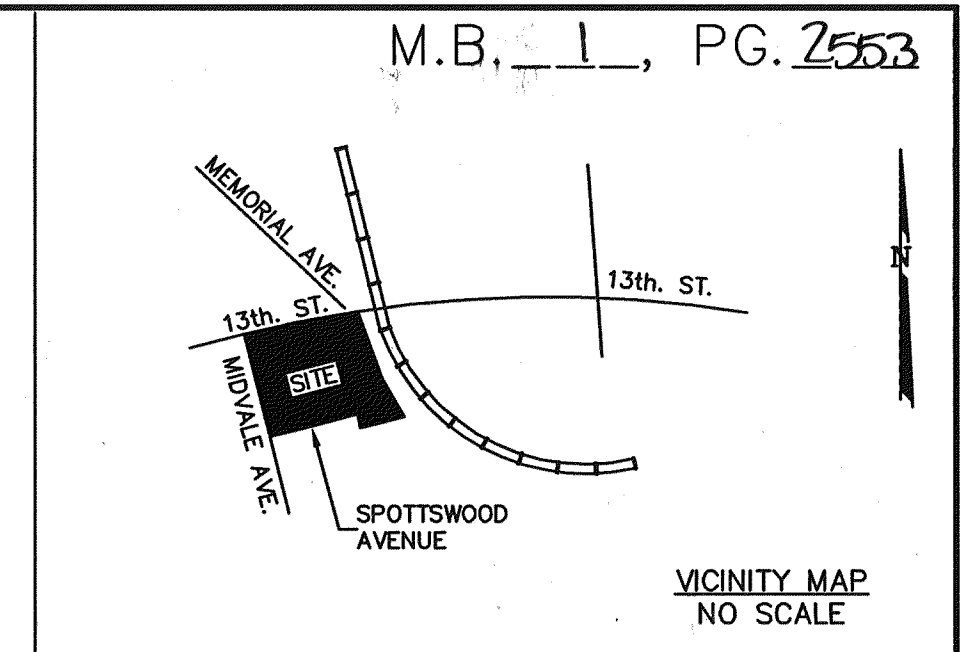 M.B. 1, PG. 2553
MEMORIAL AVE.
13th. ST.
13th. ST.
N
SITE
MIDVALE AVE.
SPOTTSWOOD
AVENUE
VICINITY MAP
NO SCALE